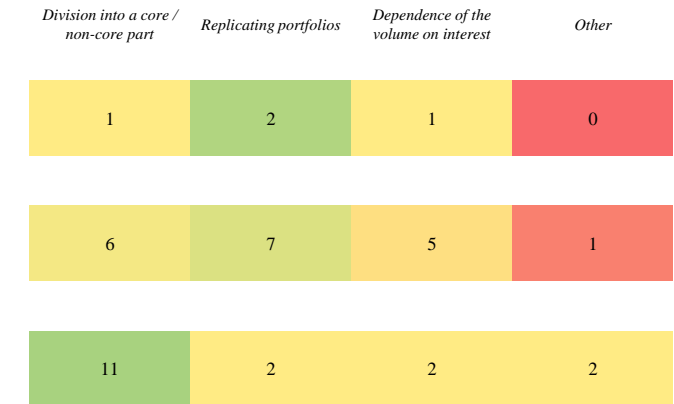 Division into a core /
non-core part
Replicating portfolios
Dependence of the
volume on interest
Other
1 2 1 0
6 7 5 1
11 2 2 2